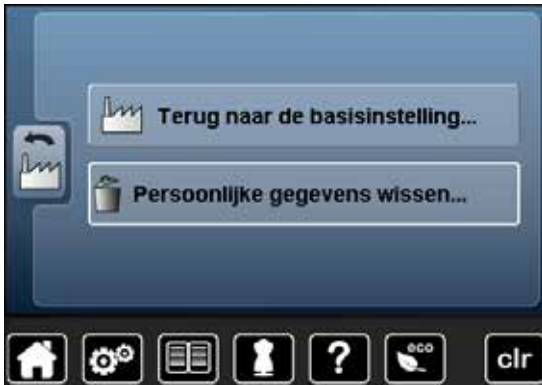 Terug naar de basisinstelling...
Persoonlijke gegevens wissen...
?
eco
clr